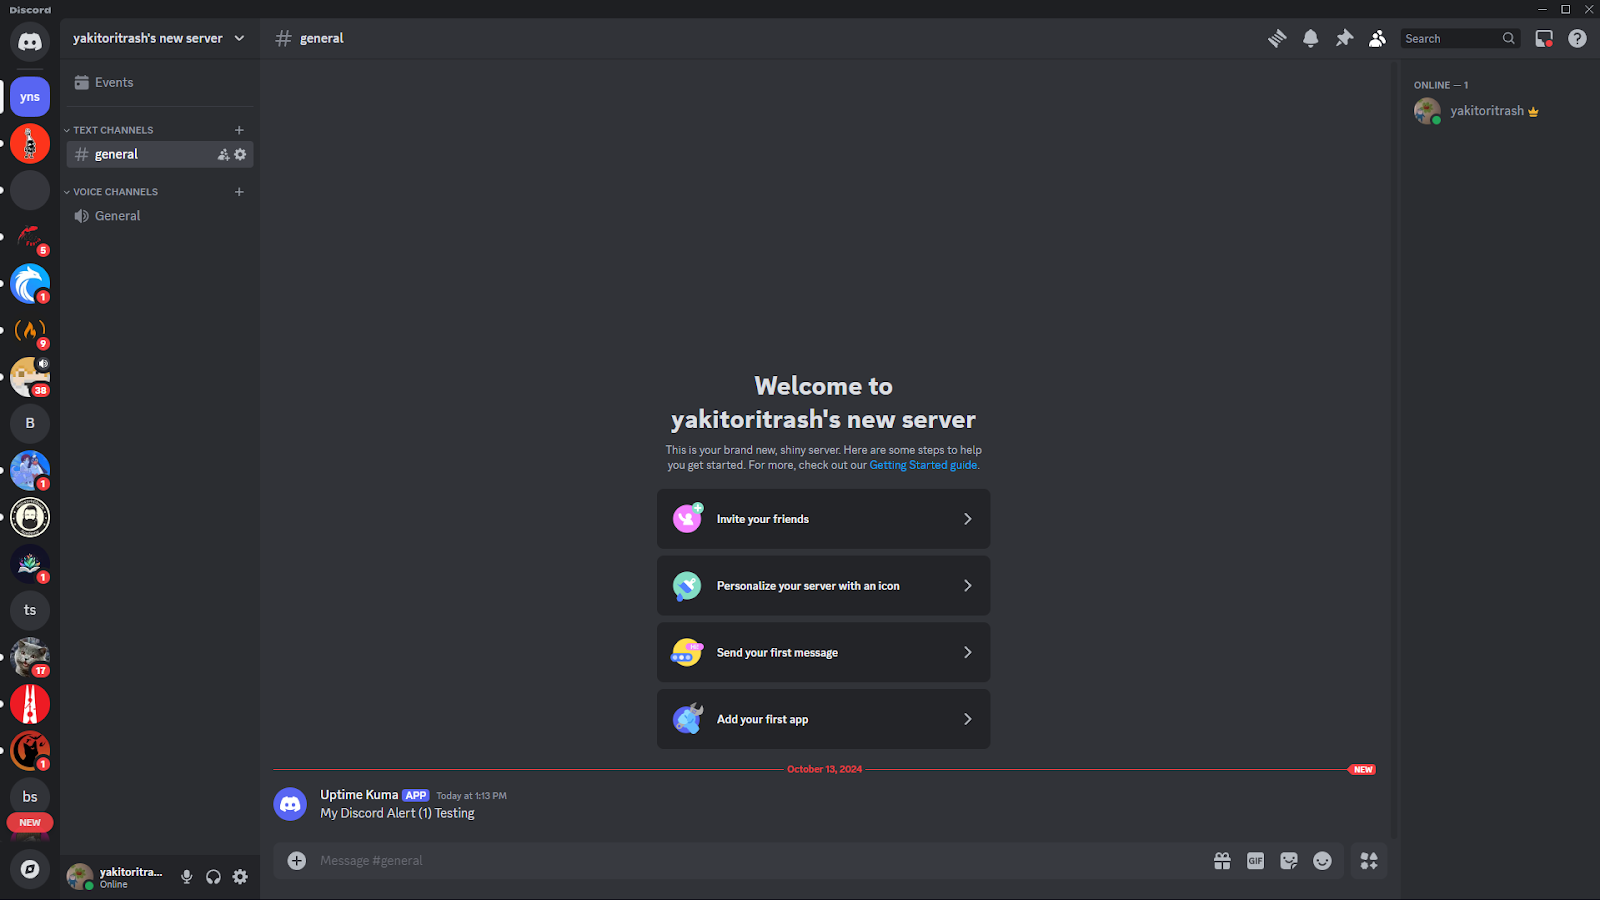 Discord
yakitoritrash's new server
general
Search
yns
Events
TEXT CHANNELS
general
VOICE CHANNELS
General
5
1
9
38
B
1
1
ts
17
1
bs
NEW
ONLINE — 1
yakitoritrash
Welcome to
yakitoritrash's new server
This is your brand new, shiny server. Here are some steps to help
you get started. For more, check out our Getting Started guide.
Invite your friends
Personalize your server with an icon
Send your first message
Add your first app
October 13, 2024
NEW
Uptime Kuma APP Today at 1:13 PM
My Discord Alert (1) Testing
Message #general
GIF
yakitoritra...
Online